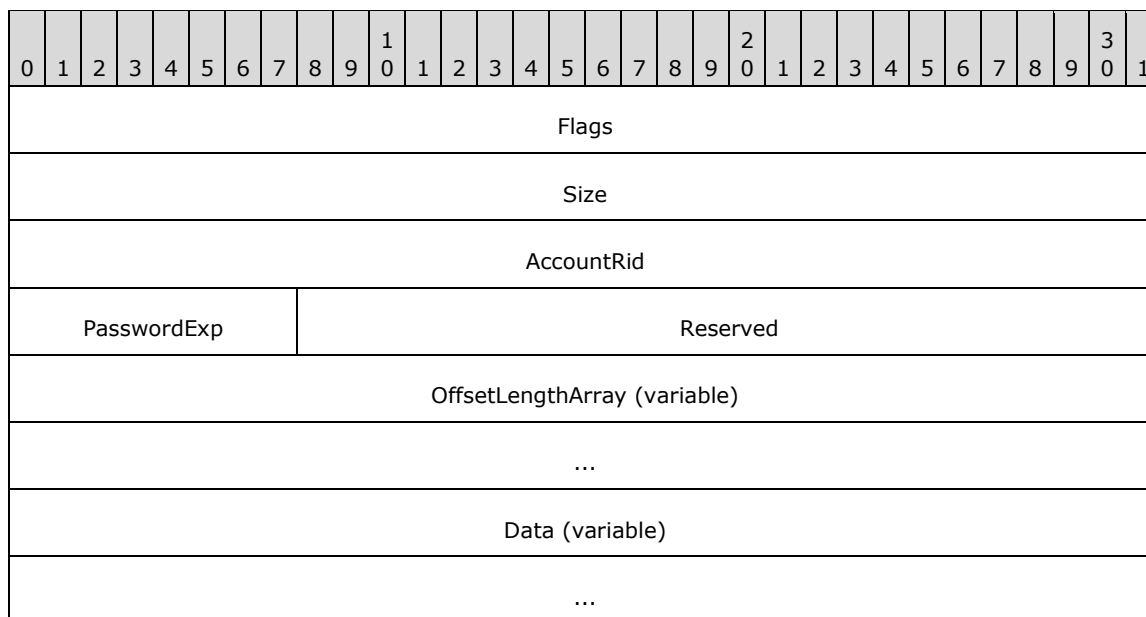 1 2 3
0 1 2 3 4 5 6 7 8 9 0 1 2 3 4 5 6 7 8 9 0 1 2 3 4 5 6 7 8 9 0 1
Flags
Size
AccountRid
PasswordExp Reserved
OffsetLengthArray (variable)
...
Data (variable)
...